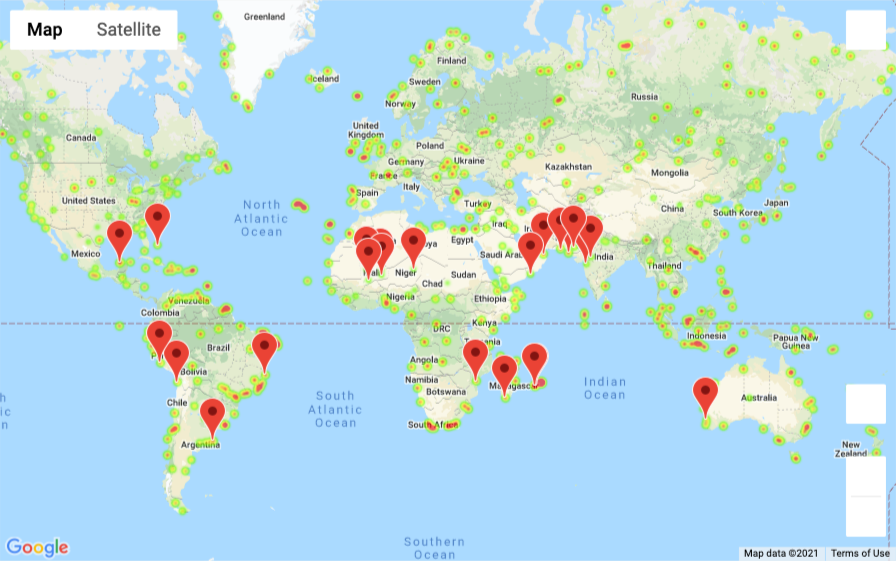 Map
Satellite
Greenland
Iceland
Finland
Sweden
Norway
Russia
Canada
United
Kingdom
Poland
Germany
Ukraine
France
Kazakhstan
Mongolia
Italy
Spain
United States
North
Atlantic
Ocean
Turkey
China
Japan
South Korea
Iraq
Mexico
Egypt
India
Niger
Sudan
Chad
Thailand
Nigeria
Ethiopia
Venezuela
Colombia
DRC
Kenya
Indonesia
Papua New
Guinea
Brazil
Angola
Bolivia
Namibia
Botswana
Indian
Ocean
South
Atlantic
Ocean
Chile
Australia
South Africa
Argentina
New
Zealand
Southern
Ocean
Google
Map data ©2021
Terms of Use